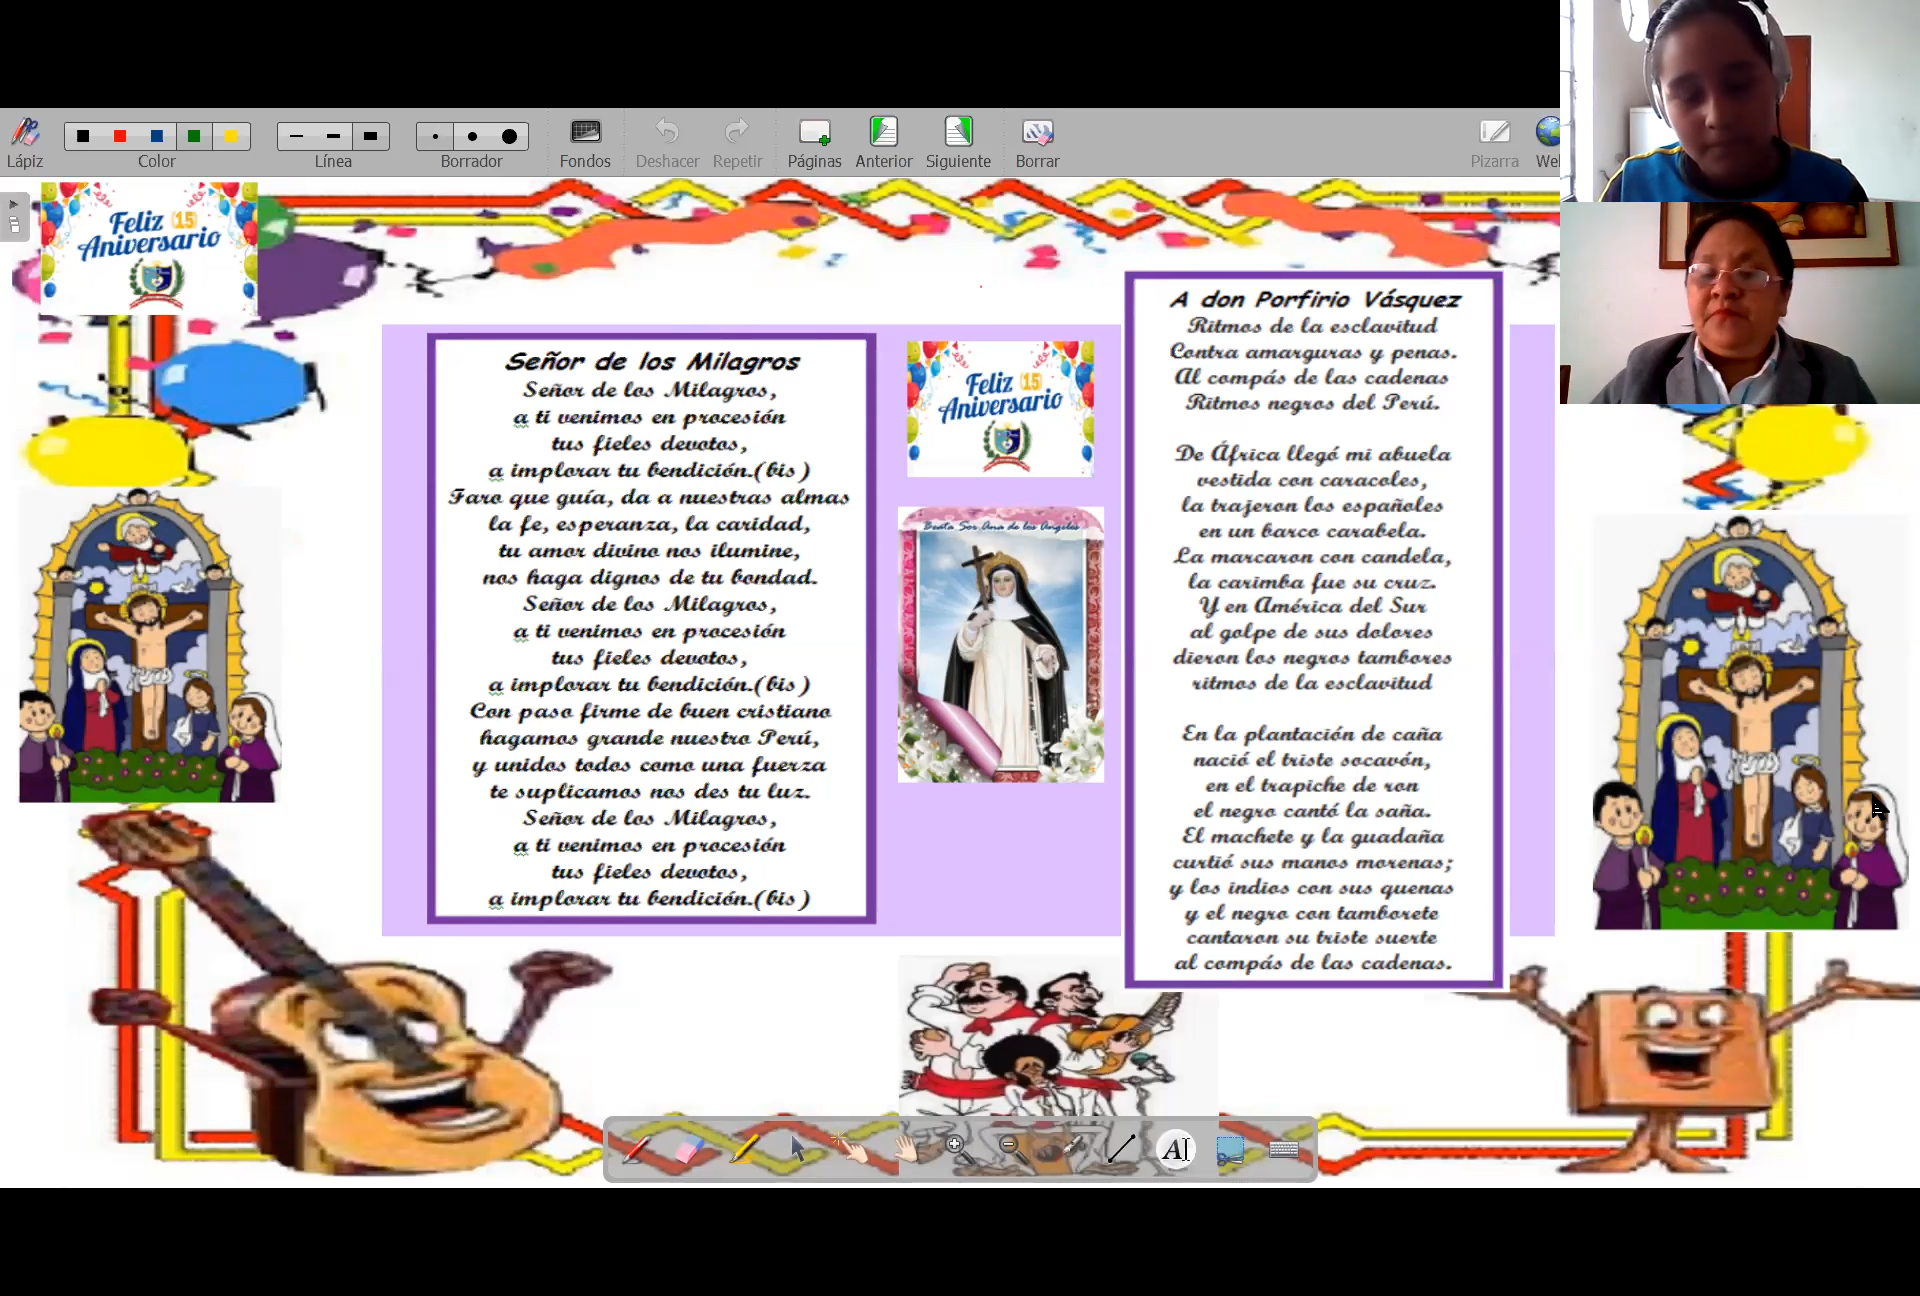 Lápiz
Color
Línea
Borrador
Fondos
Deshacer
Repetir
Páginas
Anterior
Siguiente
Borrar
Pizarra
We
Feliz 15
Aniversario
Señor de los Milagros
Señor de los Milagros,
a ti venimos en procesión
tus fieles devotos,
a implorar tu bendición.(bis)
Faro que guía, da a nuestras almas
la fe, esperanza, la caridad,
tu amor divino nos ilumine,
nos haga dignos de tu bondad.
Señor de los Milagros,
a ti venimos en procesión
tus fieles devotos,
a implorar tu bendición.(bis)
Con paso firme de buen cristiano
hagamos grande nuestro Perú,
y unidos todos como una fuerza
te suplicamos nos des tu luz.
Señor de los Milagros,
a ti venimos en procesión
tus fieles devotos,
a implorar tu bendición.(bis)
Feliz 15
Aniversario
Beata Sor Ana de los Angeles
A don Porfirio Vásquez
Ritmos de la esclavitud
Contra amarguras y penas.
Al compás de las cadenas
Ritmos negros del Perú.
De África llegó mi abuela
vestida con caracoles,
la trajeron los españoles
en un barco carabela.
La marcaron con candela,
la carimba fue su cruz.
Y en América del Sur
al golpe de sus dolores
dieron los negros tambores
ritmos de la esclavitud
En la plantación de caña
nació el triste socavón,
en el trapiche de ron
el negro cantó la saña.
El machete y la guadaña
curtió sus manos morenas;
y los indios con sus quenas
y el negro con tamborete
cantaron su triste suerte
al compás de las cadenas.